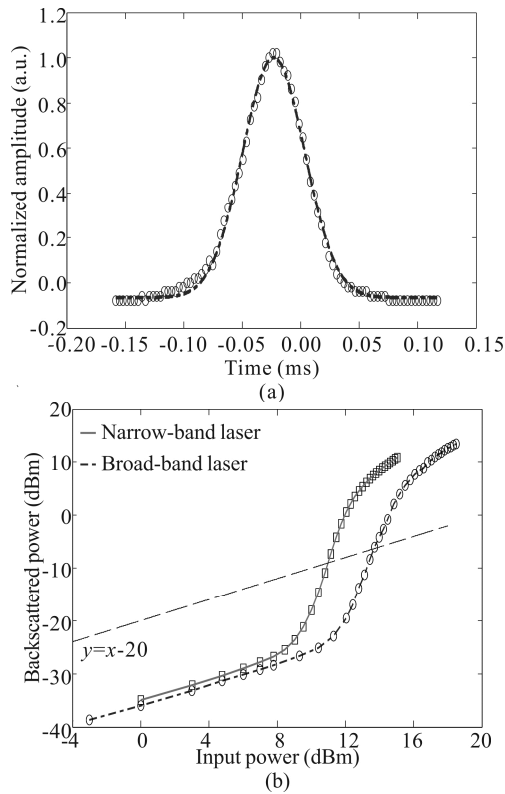 1.2
1.0
0.8
0.6
0.4
0.2
0.0
-0.2
Normalized amplitude (a.u.)
-0.20 -0.15 -0.10 -0.05 0.00 0.05 0.10 0.15
Time (ms)
(a)
20
10
0
-10
-20
-30
-40
Backscattered power (dBm)
Narrow-band laser
Broad-band laser
y=x-20
-4 0 4 8 12 16 20
Input power (dBm)
(b)